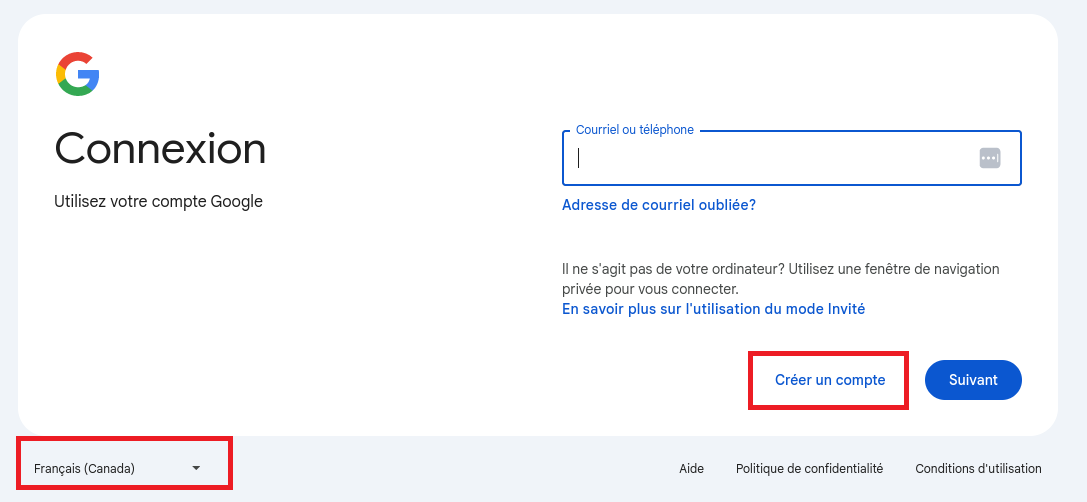 Connexion
Utilisez votre compte Google
Courriel ou téléphone
Adresse de courriel oubliée?
Il ne s'agit pas de votre ordinateur? Utilisez une fenêtre de navigation
privée pour vous connecter.
En savoir plus sur l'utilisation du mode Invité
Créer un compte
Suivant
Français (Canada)
Aide
Politique de confidentialité
Conditions d'utilisation